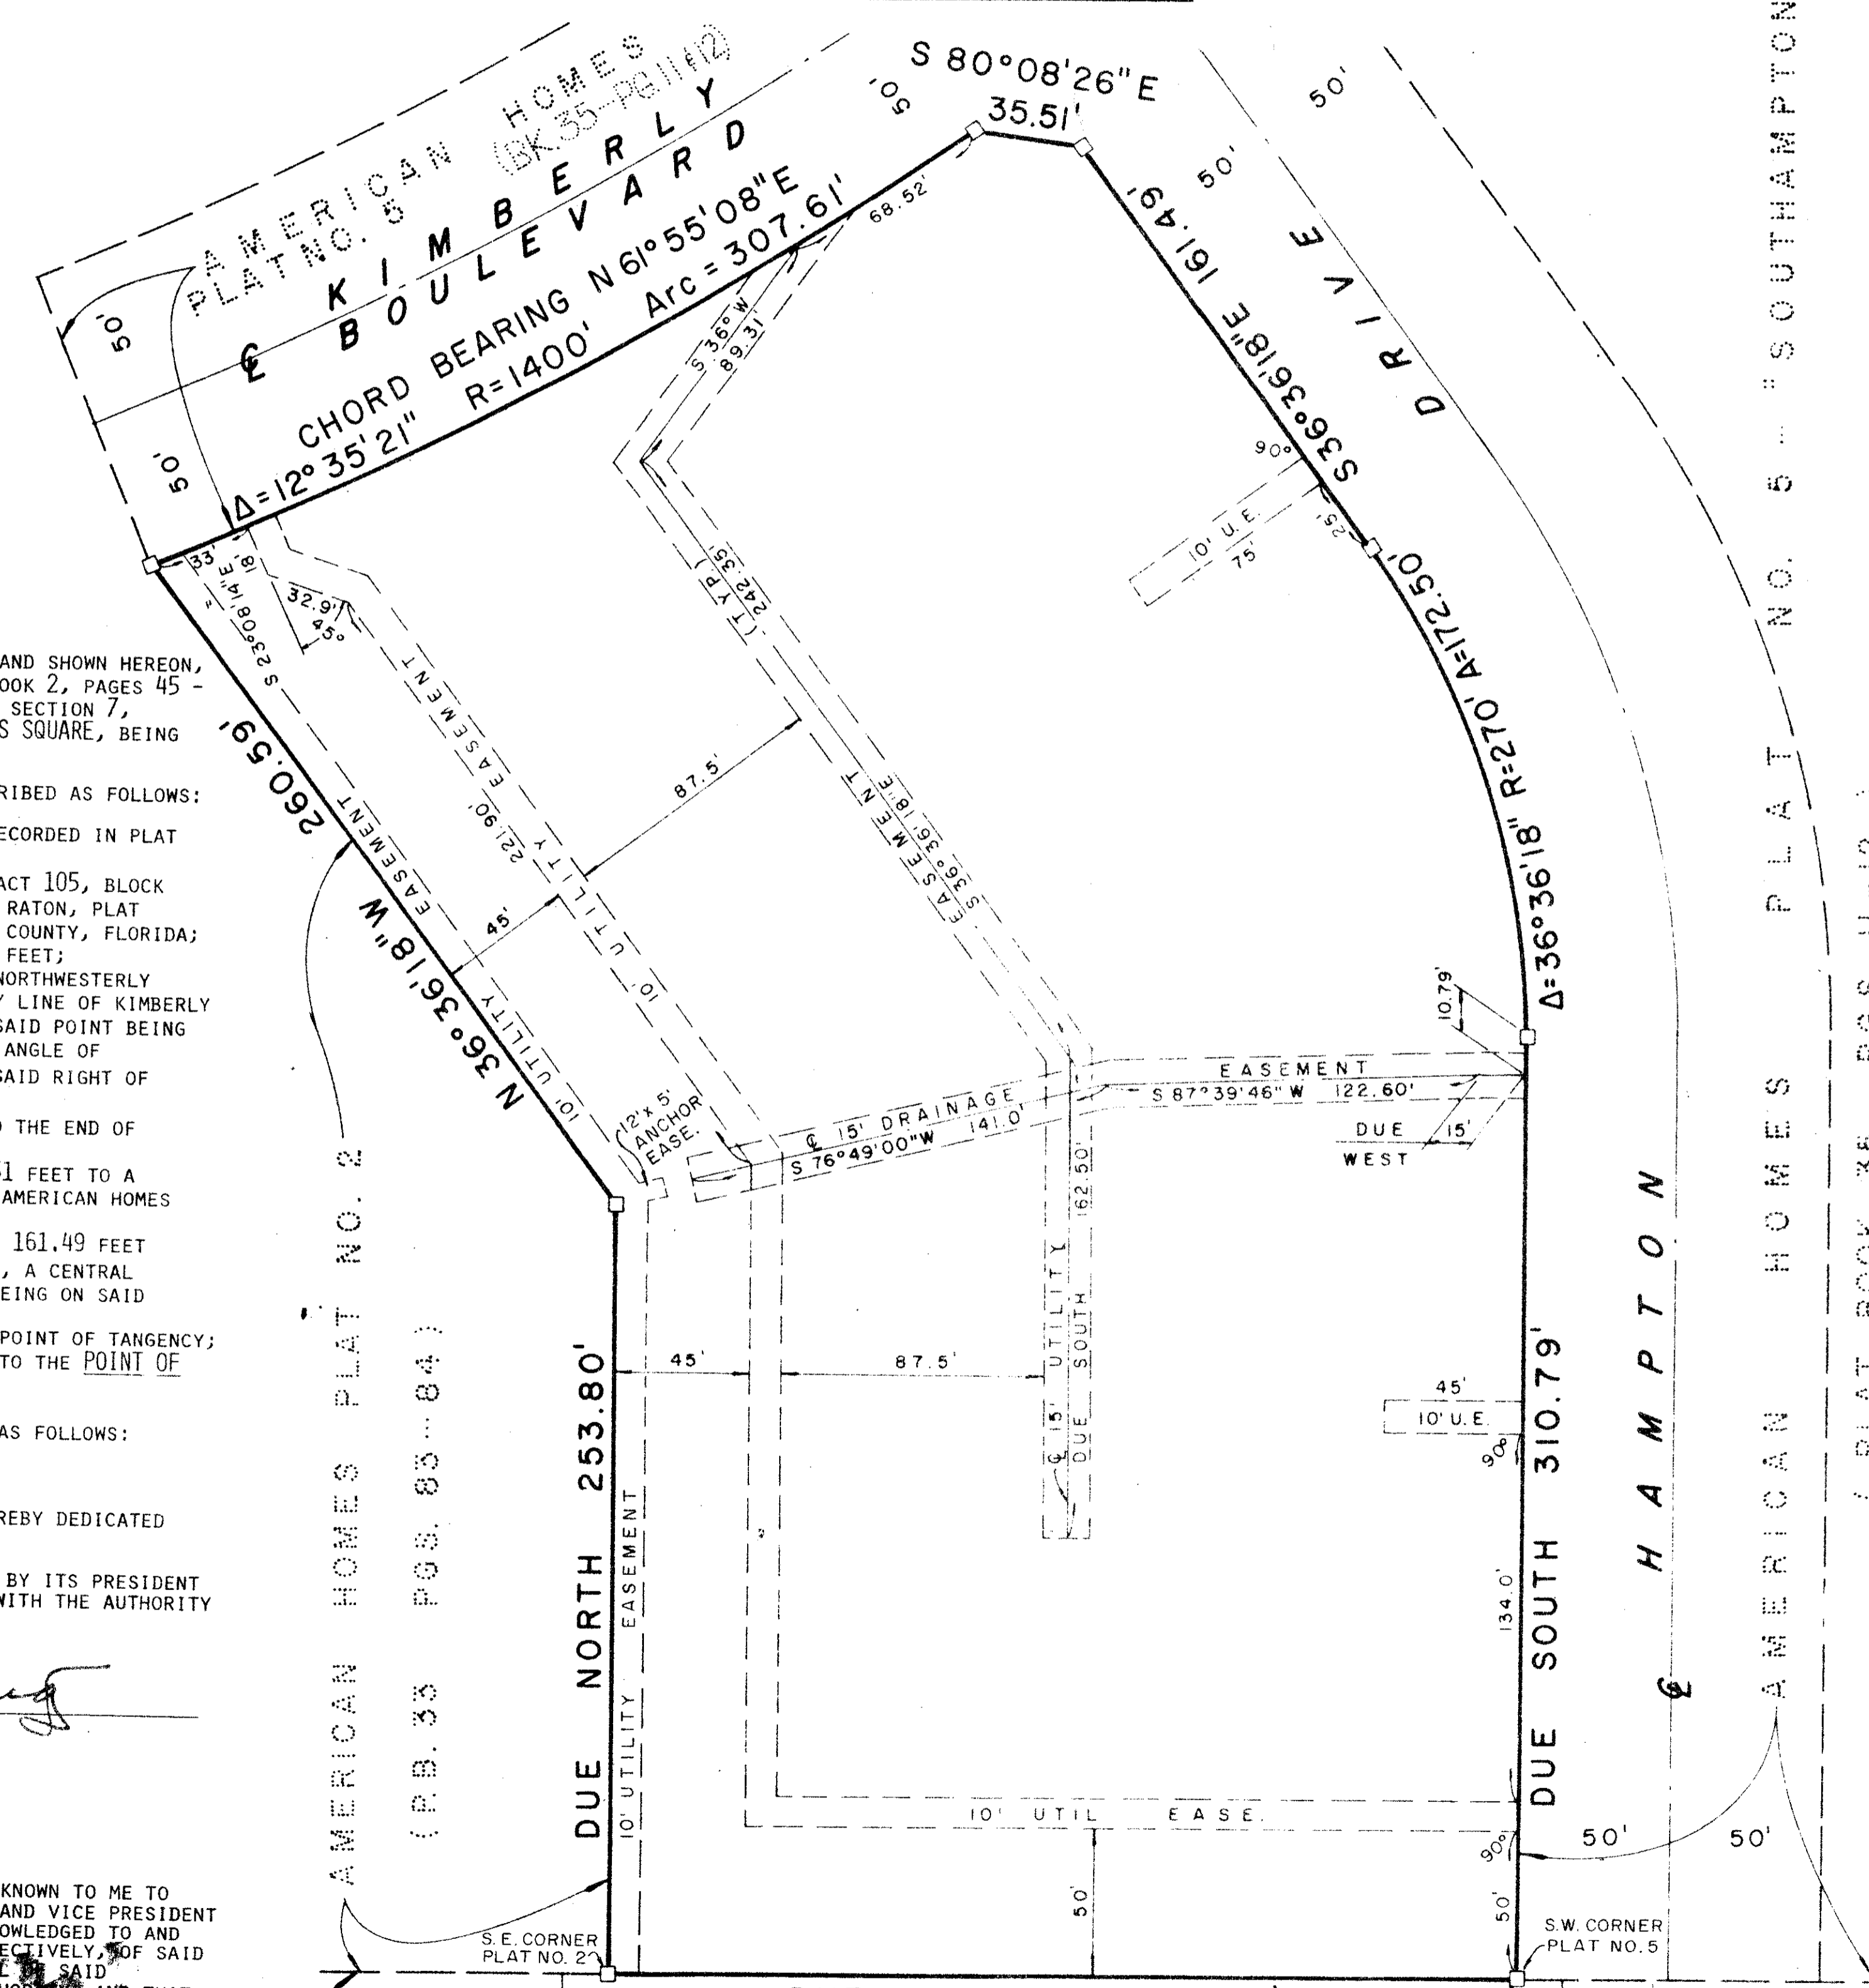 AMERICAN HOMES
PLAT NO. 5
(BK.35--PG.11&12)
KIMBERLY
BOULEVARD
50'
50'
50'
℄
CHORD BEARING N 61°55'08"E
Δ=12°35'21" R=1400' Arc = 307.61'
S 80°08'26"E
35.51'
68.52'
50'
50'
S36°36'18"E 161.49'
DRIVE
S 36° W
89.31'
33'
18'
S 23°08'14"E
32.9'
45°
90°
10' U. E.
75'
25'
(TYP.)
242.35'
S 36°36'18"E
EASEMENT
Δ=36°36'18" R=270' A=172.50'
N 36°36'18" W 260.59'
10' UTILITY EASEMENT
10' UTILITY EASEMENT
221.90'
87.5'
45'
10.79'
EASEMENT
S 87°39'46" W 122.60'
℄ 15' DRAINAGE
S 76°49'00"W 141.0'
DUE
WEST
15'
12'x 5'
ANCHOR
EASE.
45'
87.5'
℄ 15' UTILITY
DUE SOUTH 162.50'
45'
10' U.E.
90°
134.0'
DUE NORTH 253.80'
10' UTILITY EASEMENT
DUE SOUTH 310.79'
HAMPTON
℄
10' UTIL EASE.
90°
50'
50'
50'
50'
S.E. CORNER
PLAT NO. 2
S.W. CORNER
PLAT NO. 5
AMERICAN HOMES PLAT NO. 2
(P.B. 33 PGS. 83---84)
AMERICAN HOMES PLAT NO. 5 -- "SOUTHAMPTON
AND SHOWN HEREON,
OOK 2, PAGES 45 -
SECTION 7,
S SQUARE, BEING
RIBED AS FOLLOWS:
ECORDED IN PLAT
ACT 105, BLOCK
RATON, PLAT
COUNTY, FLORIDA;
FEET;
NORTHWESTERLY
Y LINE OF KIMBERLY
SAID POINT BEING
ANGLE OF
SAID RIGHT OF
O THE END OF
51 FEET TO A
AMERICAN HOMES
161.49 FEET
, A CENTRAL
EING ON SAID
POINT OF TANGENCY;
TO THE POINT OF
AS FOLLOWS:
REBY DEDICATED
BY ITS PRESIDENT
WITH THE AUTHORITY
KNOWN TO ME TO
AND VICE PRESIDENT
OWLEDGED TO AND
ECTIVELY, OF SAID
SAID